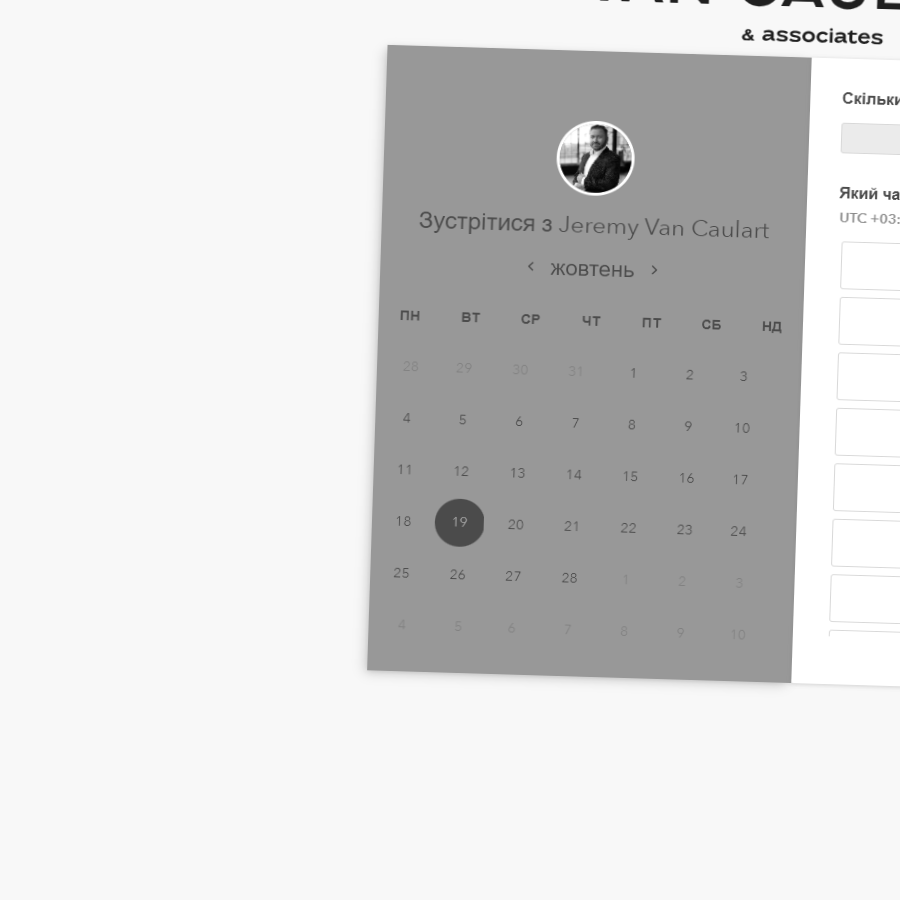 & associates
Зустрітися з Jeremy Van Caulart
‹ жовтень ›
ПН ВТ СР ЧТ ПТ СБ НД
28 29 30 31 1 2 3
4 5 6 7 8 9 10
11 12 13 14 15 16 17
18 19 20 21 22 23 24
25 26 27 28 1 2 3
4 5 6 7 8 9 10
Скільки
Який ча
UTC +03: